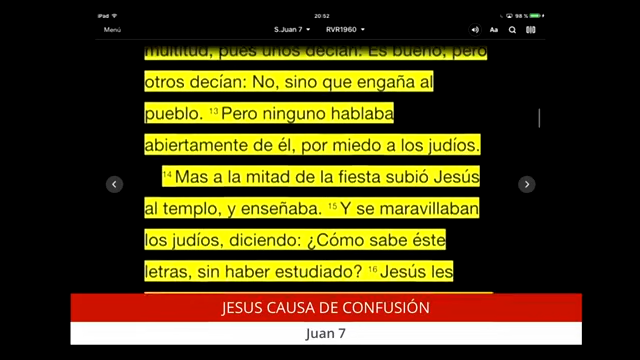 iPad
20:52
98 %
Menú
S.Juan 7
RVR1960
Aa
multitud, pues unos decían: Es bueno; pero
otros decían: No, sino que engaña al
pueblo. 13 Pero ninguno hablaba
abiertamente de él, por miedo a los judíos.
14 Mas a la mitad de la fiesta subió Jesús
al templo, y enseñaba. 15 Y se maravillaban
los judíos, diciendo: ¿Cómo sabe éste
letras, sin haber estudiado? 16 Jesús les
JESUS CAUSA DE CONFUSIÓN
Juan 7